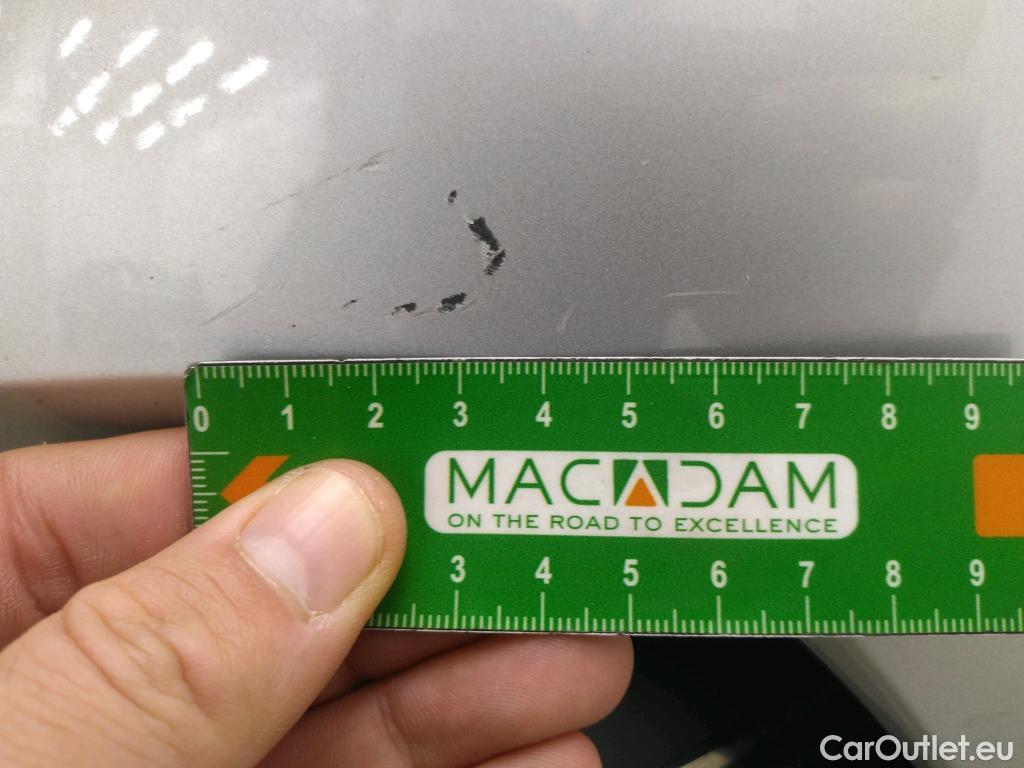 0 1 2 3 4 5 6 7 8 9
MACADAM
ON THE ROAD TO EXCELLENCE
3 4 5 6 7 8 9
CarOutlet.eu